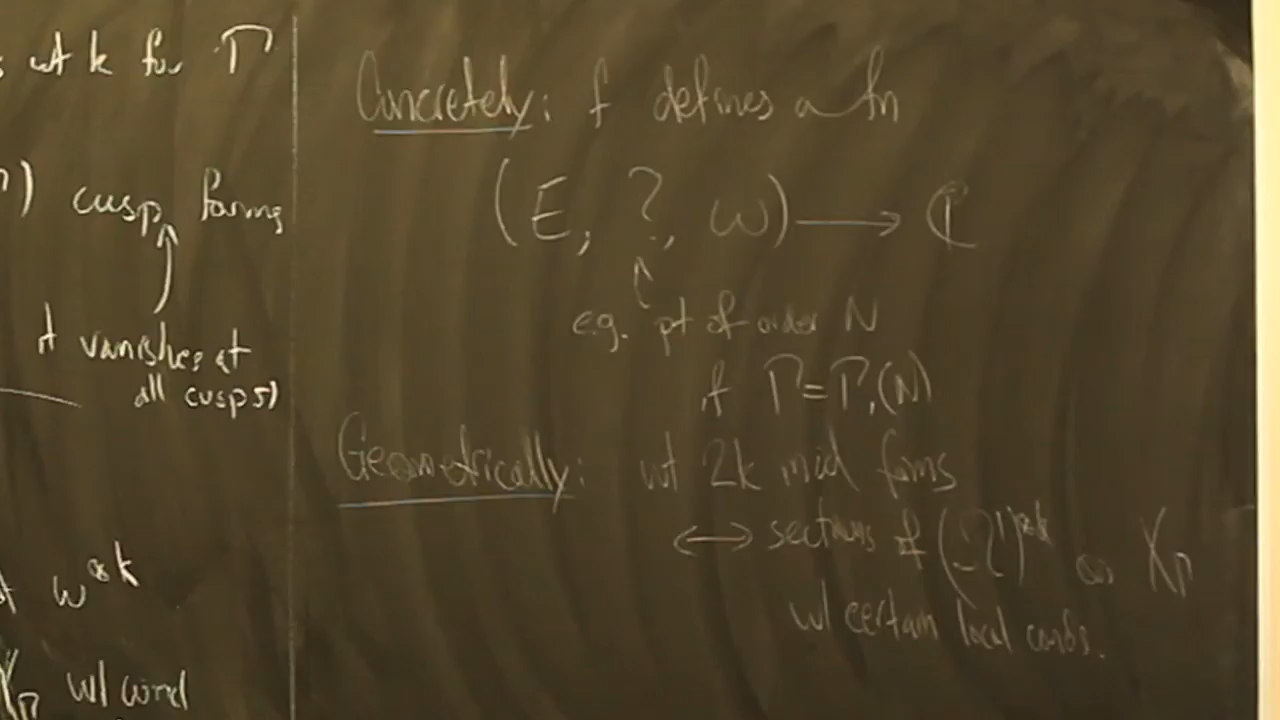 wt k for Γ
) cusp forms
f vanishes at
all cusps)
ω^{⊗k}
X_Γ w/ cond
Concretely: f defines a fn
(E, ?, ω) ⟶ ℂ
↑
e.g. pt of order N
if Γ = Γ₁(N)
Geometrically: wt 2k mod forms
↔ sections of (Ω¹)^{⊗k} on X_Γ
w/ certain local conds.